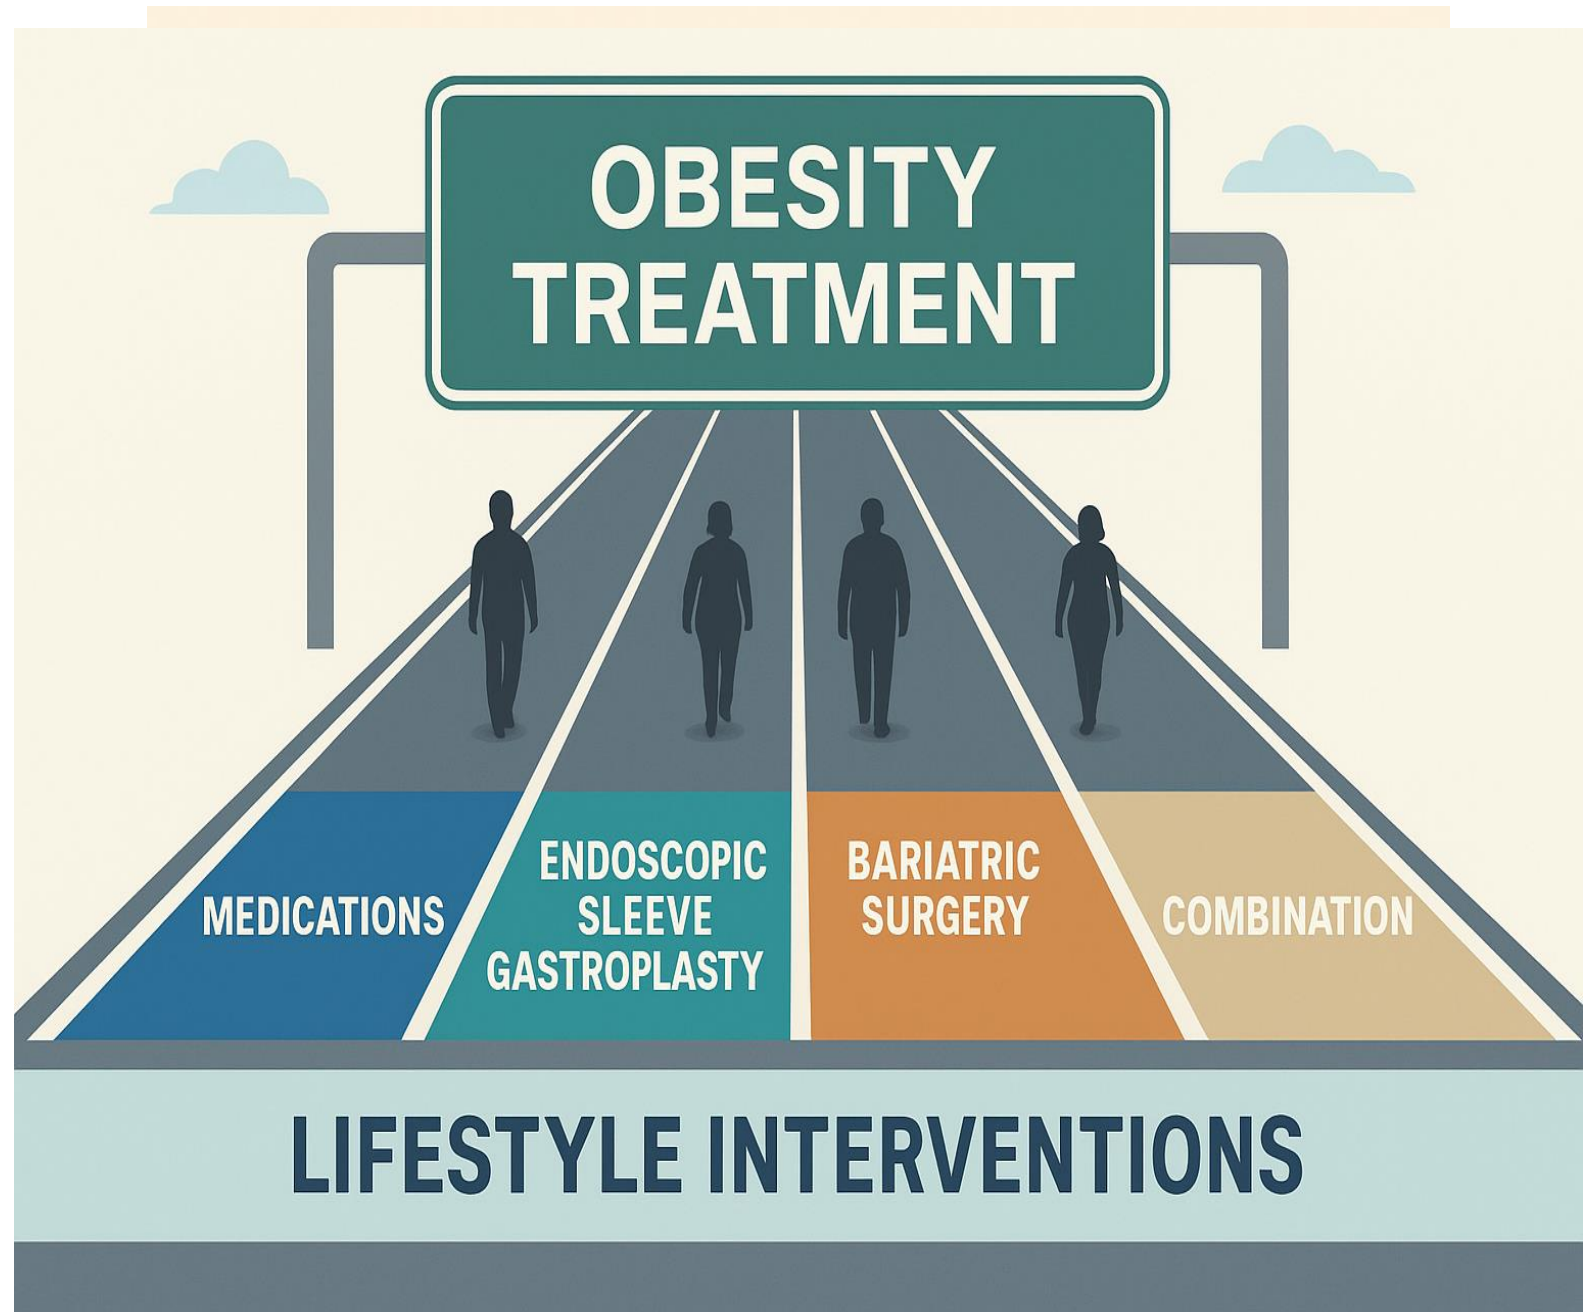 OBESITY
TREATMENT
MEDICATIONS
ENDOSCOPIC
SLEEVE
GASTROPLASTY
BARIATRIC
SURGERY
COMBINATION
LIFESTYLE INTERVENTIONS